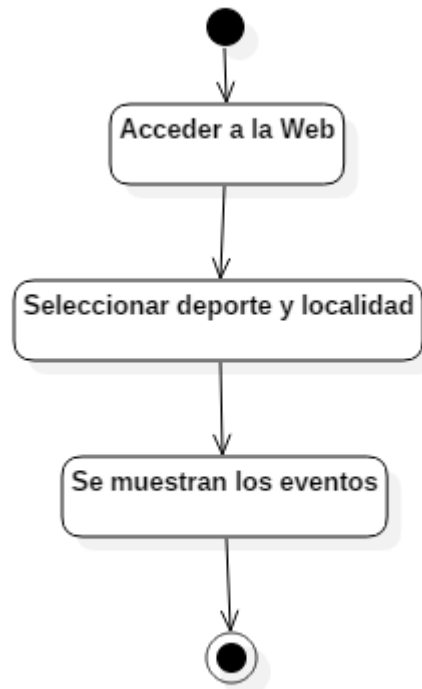 Acceder a la Web
Seleccionar deporte y localidad
Se muestran los eventos